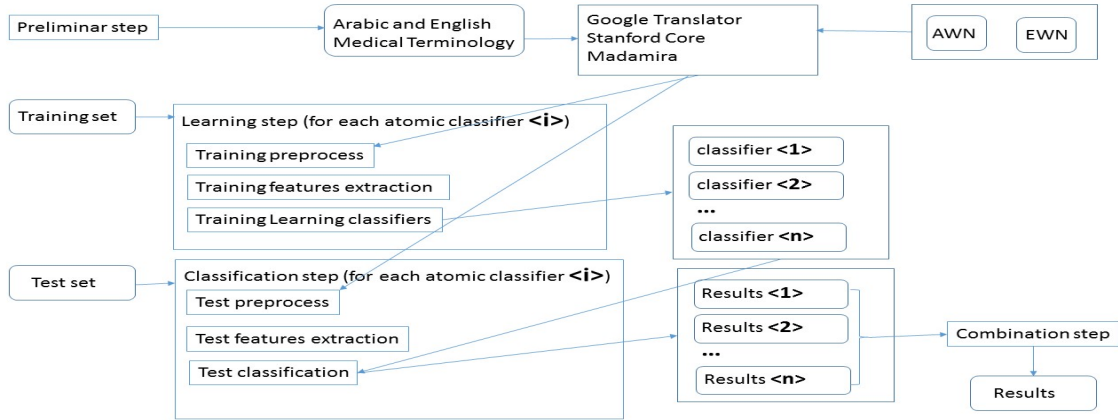 Preliminar step
Arabic and English
Medical Terminology
Google Translator
Stanford Core
Madamira
AWN
EWN
Training set
Learning step (for each atomic classifier <i>)
Training preprocess
Training features extraction
Training Learning classifiers
classifier <1>
classifier <2>
...
classifier <n>
Test set
Classification step (for each atomic classifier <i>)
Test preprocess
Test features extraction
Test classification
Results <1>
Results <2>
...
Results <n>
Combination step
Results